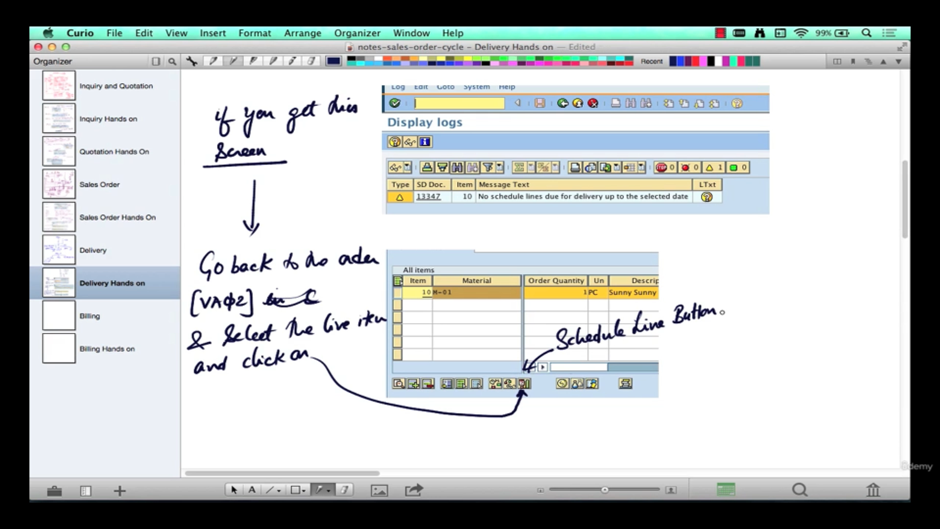 Curio File Edit View Insert Format Arrange Organizer Window Help 99%
notes-sales-order-cycle - Delivery Hands on — Edited
Organizer
Recent
Inquiry and Quotation
Inquiry Hands on
Quotation Hands On
Sales Order
Sales Order Hands On
Delivery
Delivery Hands on
Billing
Billing Hands on
if you get this
Screen
Go back to the order
[VAØ2]
& Select the line item
and click on
Log Edit Goto System Help
Display logs
0 0 1 0
Type SD Doc. Item Message Text LTxt
13347 10 No schedule lines due for delivery up to the selected date
All items
Item Material Order Quantity Un Descrip
10 M-01 1 PC Sunny Sunny
Schedule Line Button.
Udemy